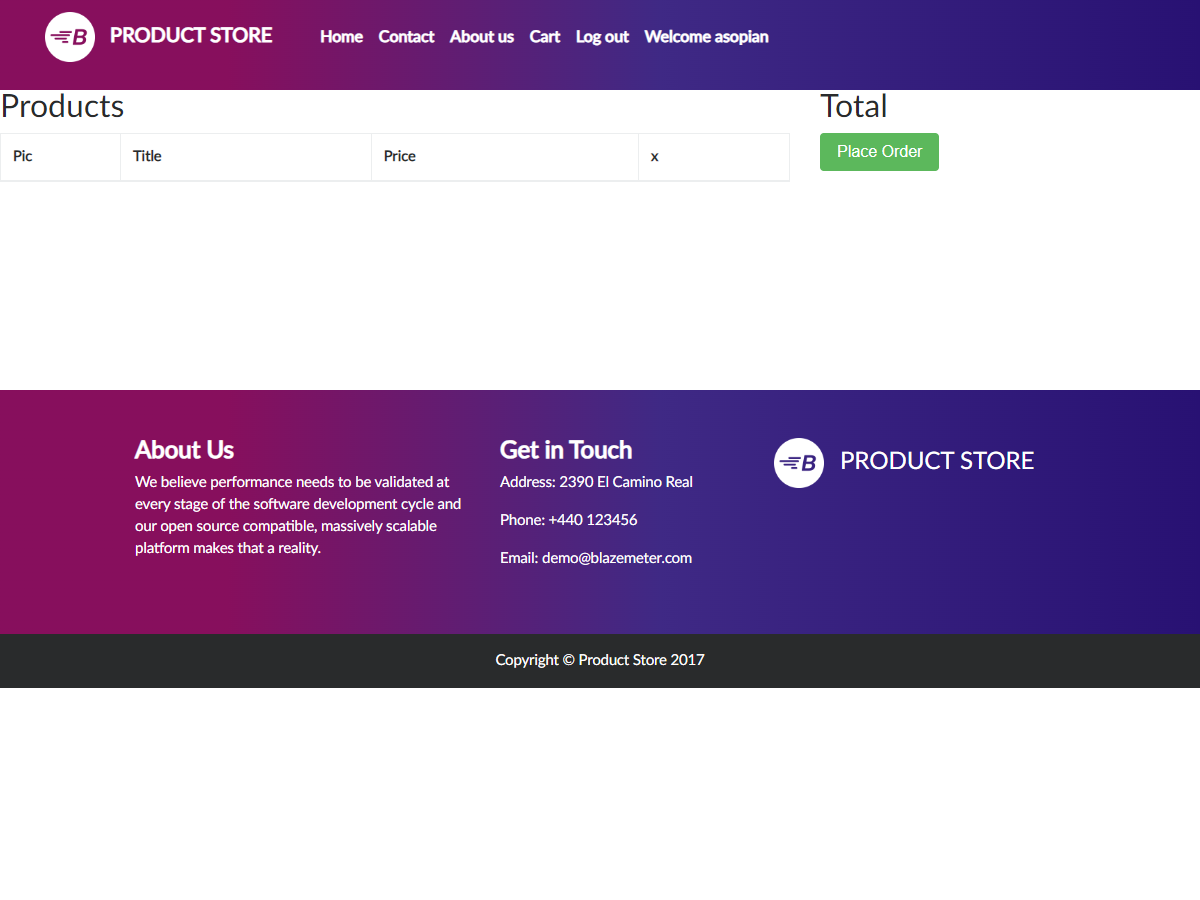 B PRODUCT STORE Home Contact About us Cart Log out Welcome asopian
Products
Total
Pic Title Price x
Place Order
About Us
We believe performance needs to be validated at
every stage of the software development cycle and
our open source compatible, massively scalable
platform makes that a reality.
Get in Touch
Address: 2390 El Camino Real
Phone: +440 123456
Email: demo@blazemeter.com
B PRODUCT STORE
Copyright © Product Store 2017